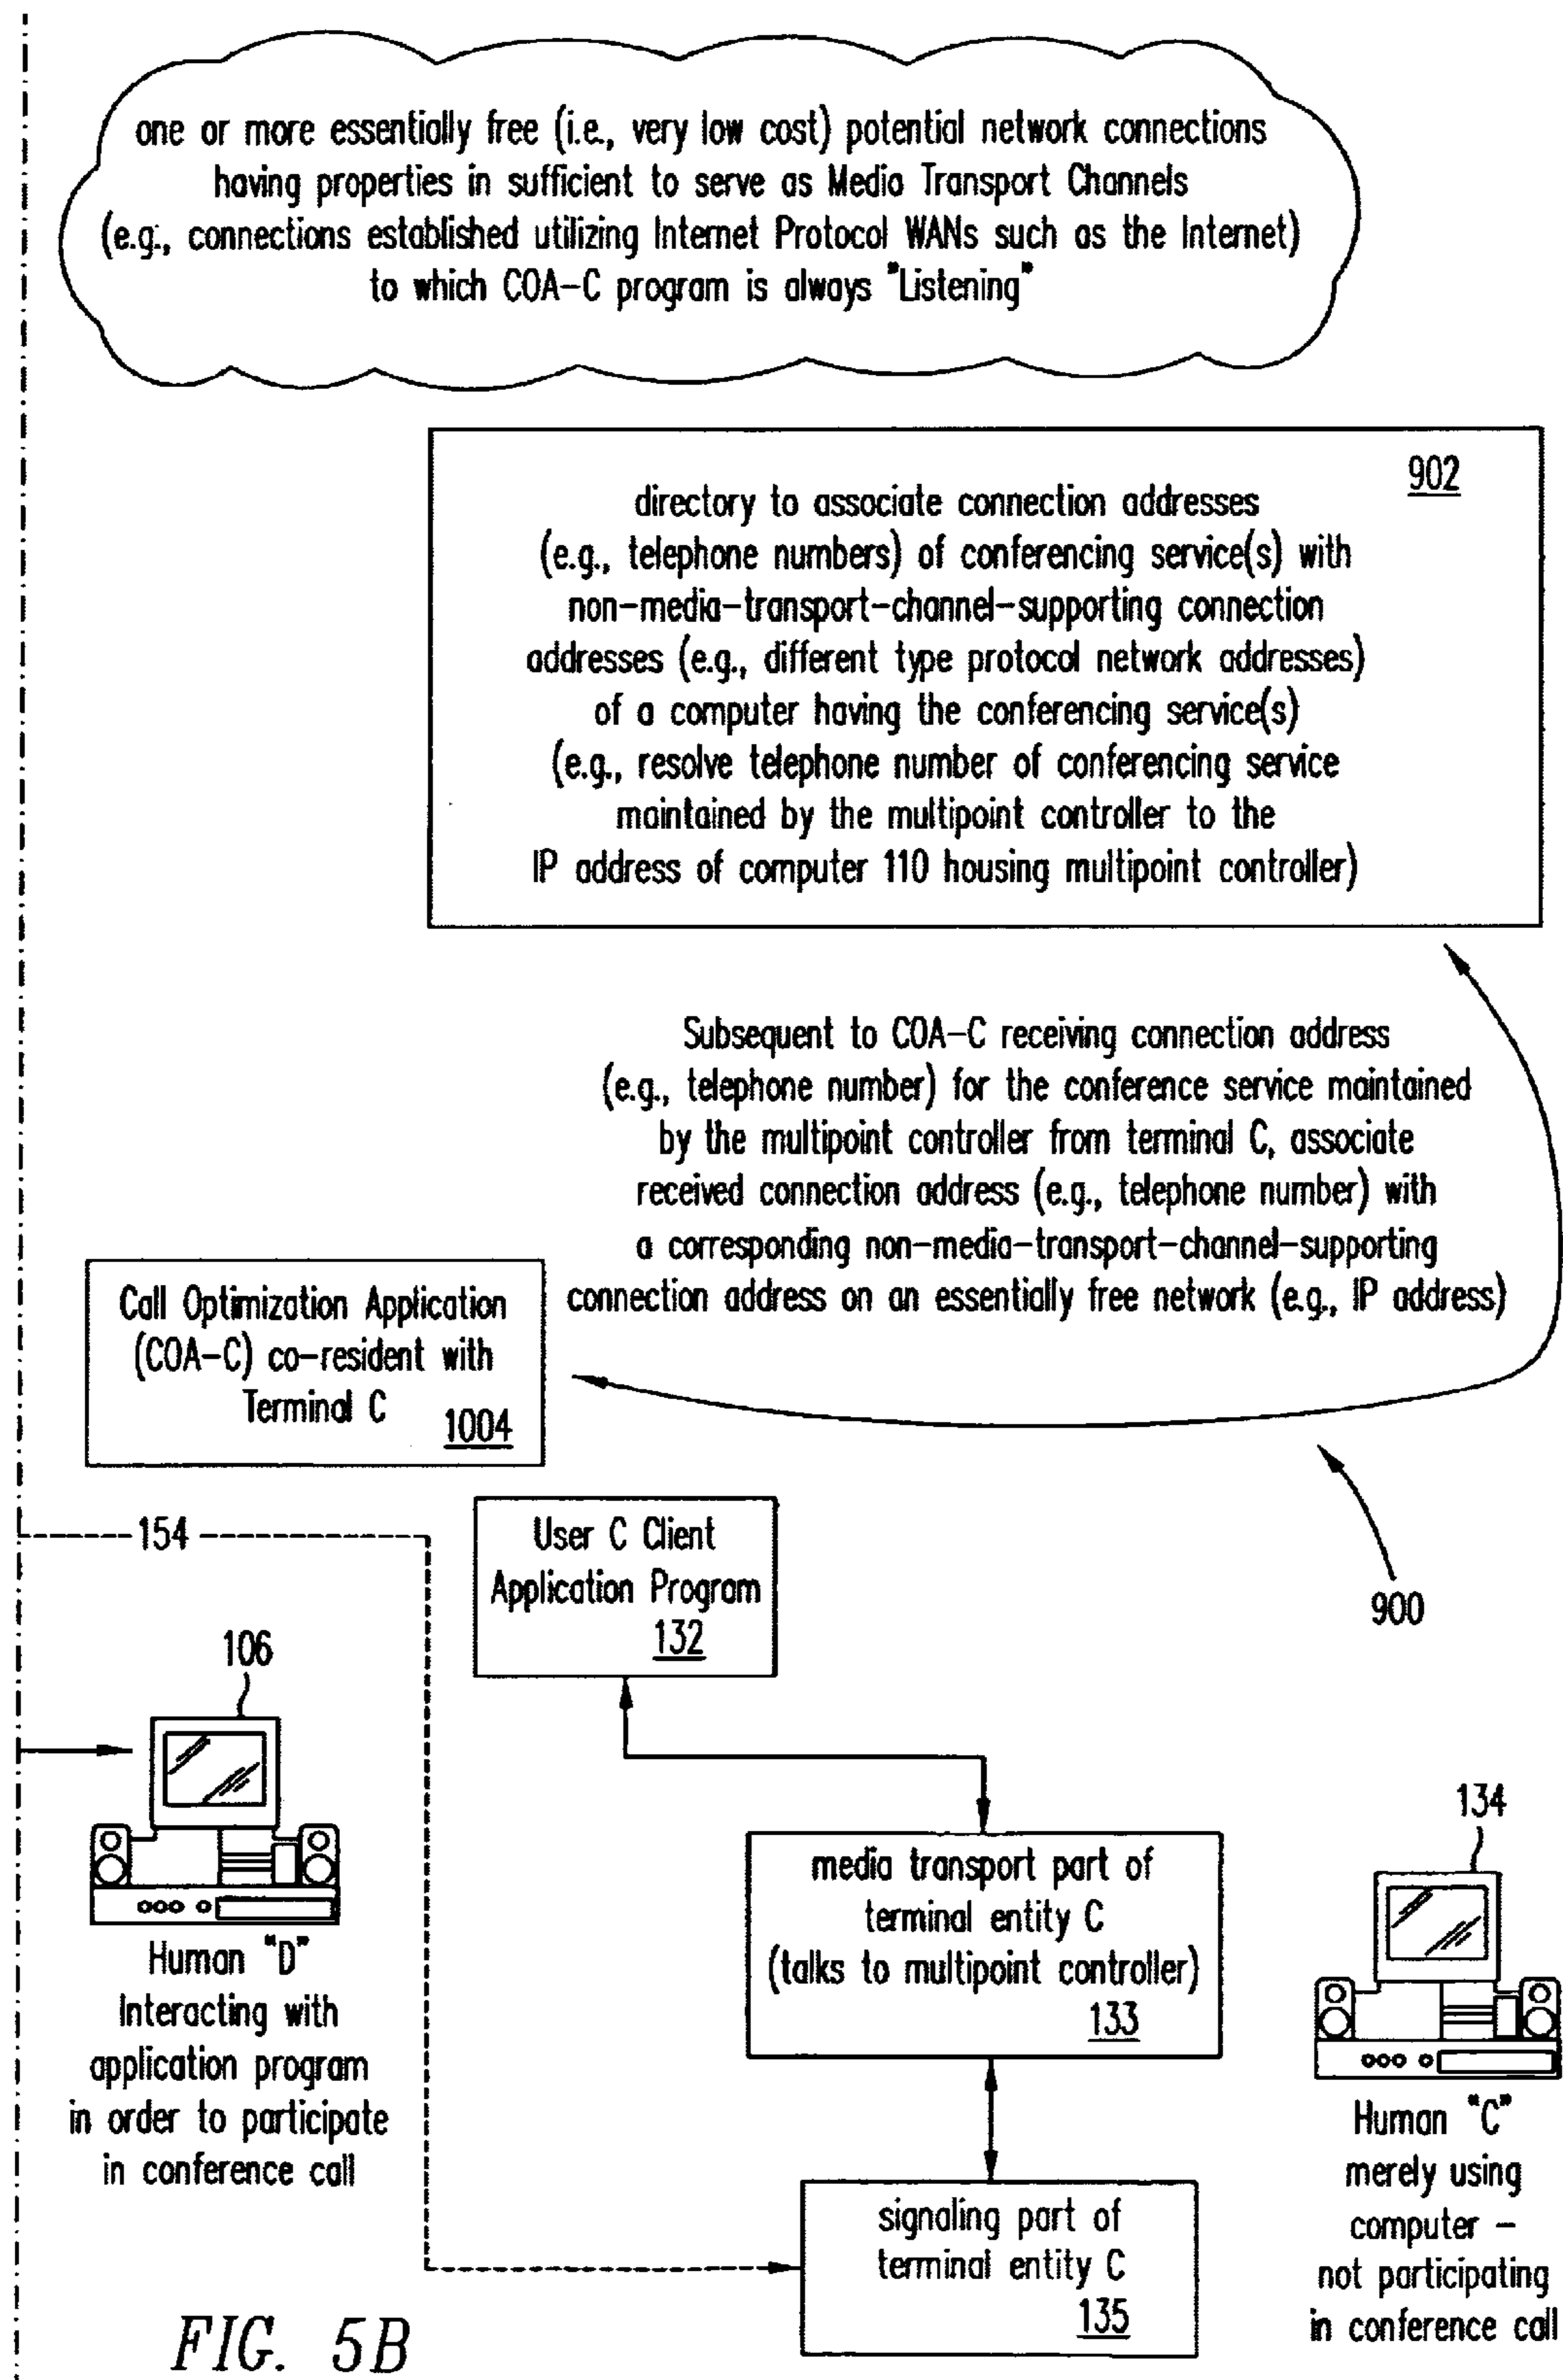 one or more essentially free (i.e., very low cost) potential network connections
having properties in sufficient to serve as Media Transport Channels
(e.g., connections established utilizing Internet Protocol WANs such as the Internet)
to which COA-C program is always "Listening"
902
directory to associate connection addresses
(e.g., telephone numbers) of conferencing service(s) with
non-media-transport-channel-supporting connection
addresses (e.g., different type protocol network addresses)
of a computer having the conferencing service(s)
(e.g., resolve telephone number of conferencing service
maintained by the multipoint controller to the
IP address of computer 110 housing multipoint controller)
Subsequent to COA-C receiving connection address
(e.g., telephone number) for the conference service maintained
by the multipoint controller from terminal C, associate
received connection address (e.g., telephone number) with
a corresponding non-media-transport-channel-supporting
connection address on an essentially free network (e.g., IP address)
Call Optimization Application
(COA-C) co-resident with
Terminal C
1004
154
User C Client
Application Program
132
900
106
Human "D"
Interacting with
application program
in order to participate
in conference call
media transport part of
terminal entity C
(talks to multipoint controller)
133
134
Human "C"
merely using
computer -
not participating
in conference call
signaling part of
terminal entity C
135
FIG. 5B